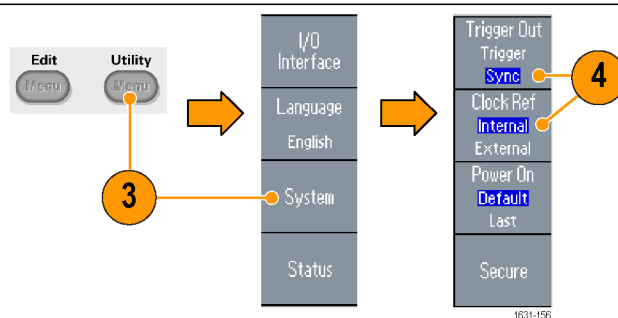 Edit
Menu
Utility
Menu
3
I/O
Interface
Language
English
System
Status
Trigger Out
Trigger
Sync
Clock Ref
Internal
External
Power On
Default
Last
Secure
4
1631-156